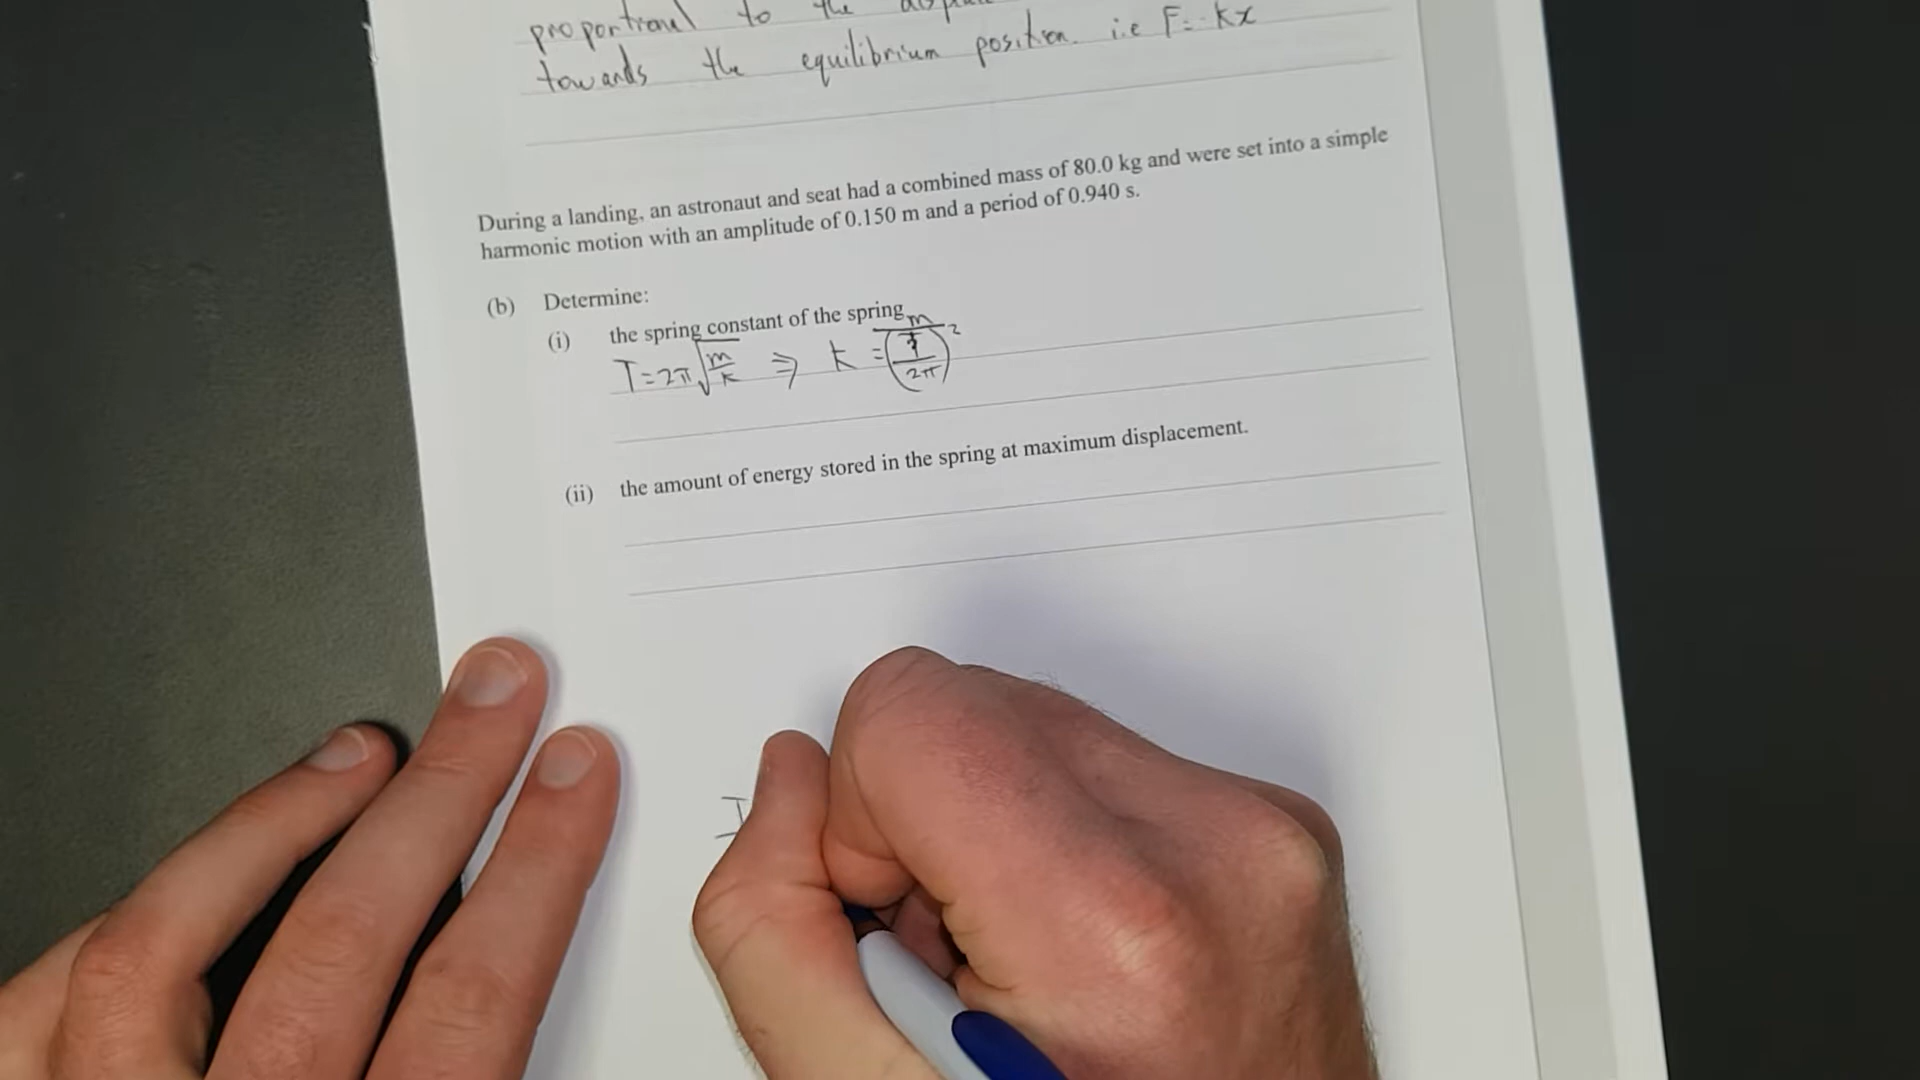 proportional to the
towards the equilibrium position. i.e F=-kx
During a landing, an astronaut and seat had a combined mass of 80.0 kg and were set into a simple
harmonic motion with an amplitude of 0.150 m and a period of 0.940 s.
(b) Determine:
(i) the spring constant of the spring
T=2π√(m/k) ⇒ k = m/(T/2π)²
(ii) the amount of energy stored in the spring at maximum displacement.